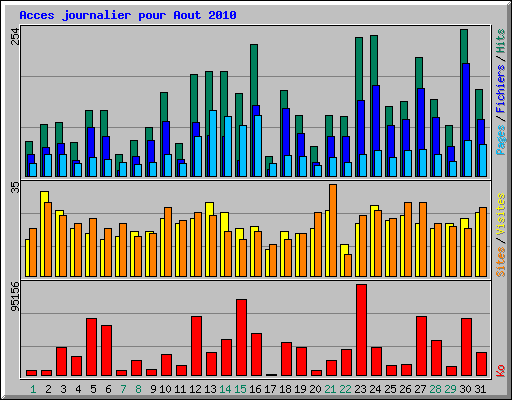 Acces journalier pour Aout 2010
254
Pages / Fichiers / Hits
35
Sites / Visites
95156
Ko
1 2 3 4 5 6 7 8 9 10 11 12 13 14 15 16 17 18 19 20 21 22 23 24 25 26 27 28 29 30 31